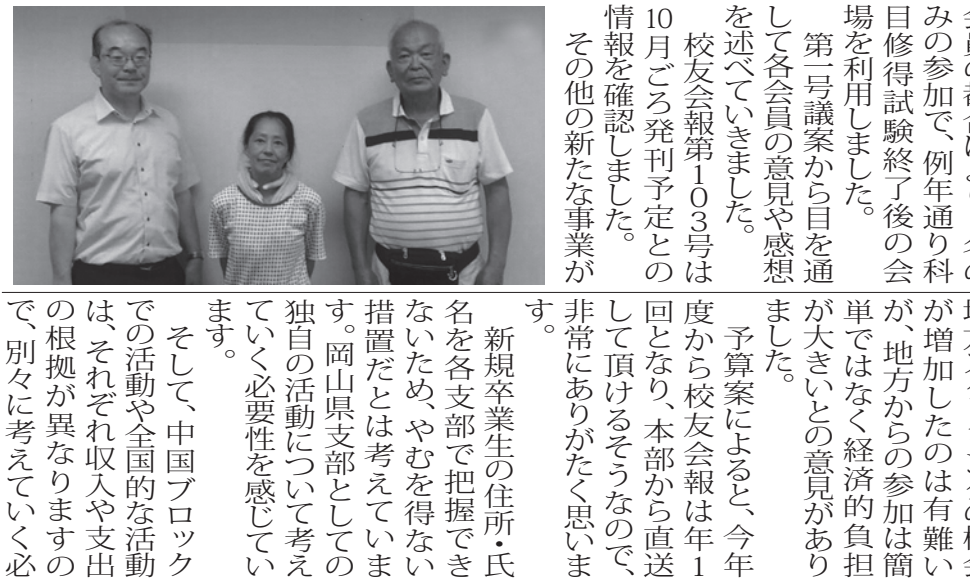 みの参加で、例年通り科
目修得試験終了後の会
場を利用しました。
第一号議案から目を通
して各会員の意見や感想
を述べていきました。
校友会報第１０３号は
10月ごろ発刊予定との
情報を確認しました。
その他の新たな事業が
が増加したのは有難い
が、地方からの参加は簡
単ではなく経済的負担
が大きいとの意見があり
ました。
予算案によると、今年
度から校友会報は年1
回となり、本部から直送
して頂けるそうなので、
非常にありがたく思いま
す。
新規卒業生の住所・氏
名を各支部で把握でき
ないため、やむを得ない
措置だとは考えていま
す。岡山県支部としての
独自の活動について考え
ていく必要性を感じてい
ます。
そして、中国ブロック
での活動や全国的な活動
は、それぞれ収入や支出
の根拠が異なりますの
で、別々に考えていく必